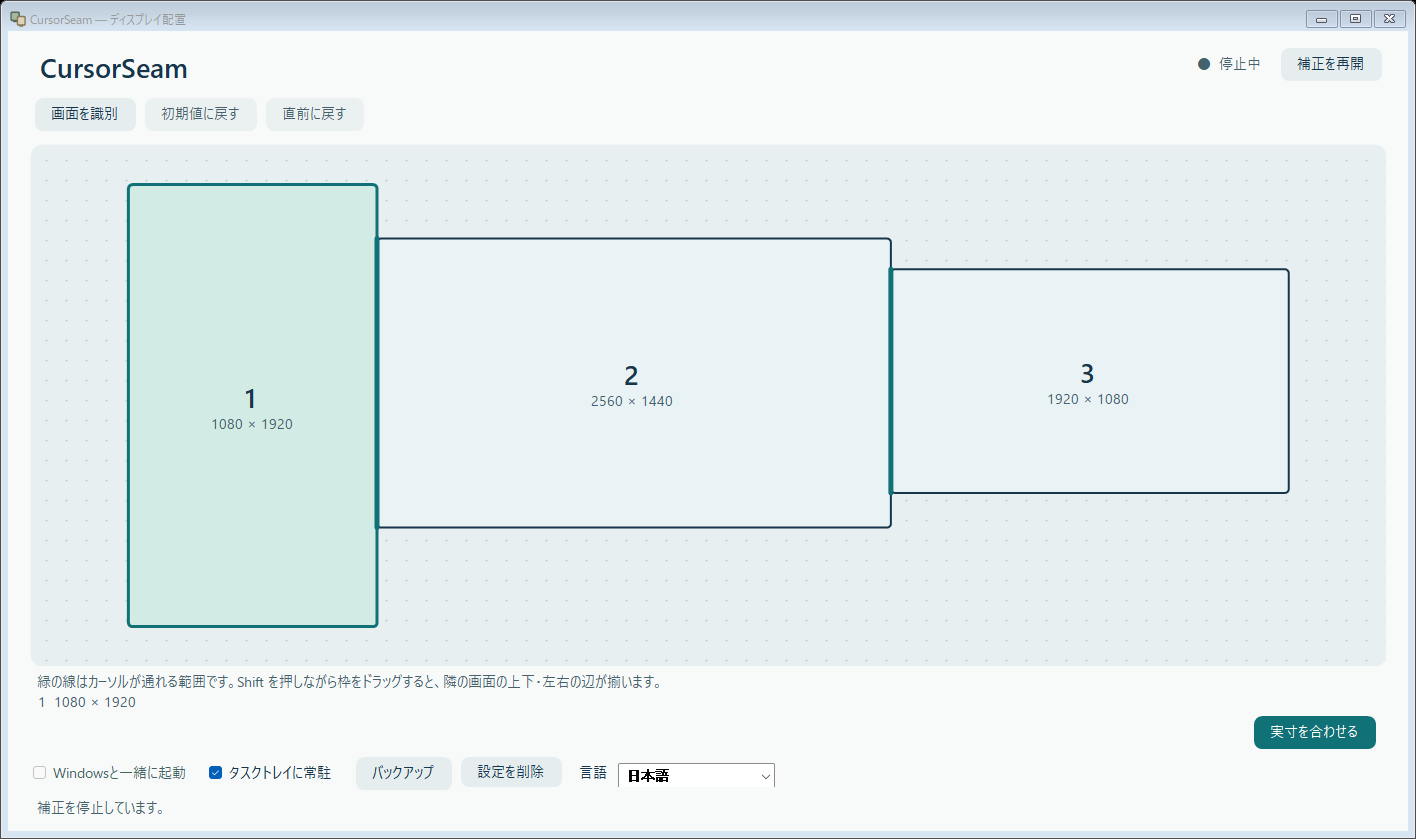 CursorSeam — ディスプレイ配置
CursorSeam
停止中
補正を再開
画面を識別
初期値に戻す
直前に戻す
1
1080 × 1920
2
2560 × 1440
3
1920 × 1080
緑の線はカーソルが通れる範囲です。Shift を押しながら枠をドラッグすると、隣の画面の上下・左右の辺が揃います。
1 1080 × 1920
実寸を合わせる
Windowsと一緒に起動
タスクトレイに常駐
バックアップ
設定を削除
言語
日本語
補正を停止しています。